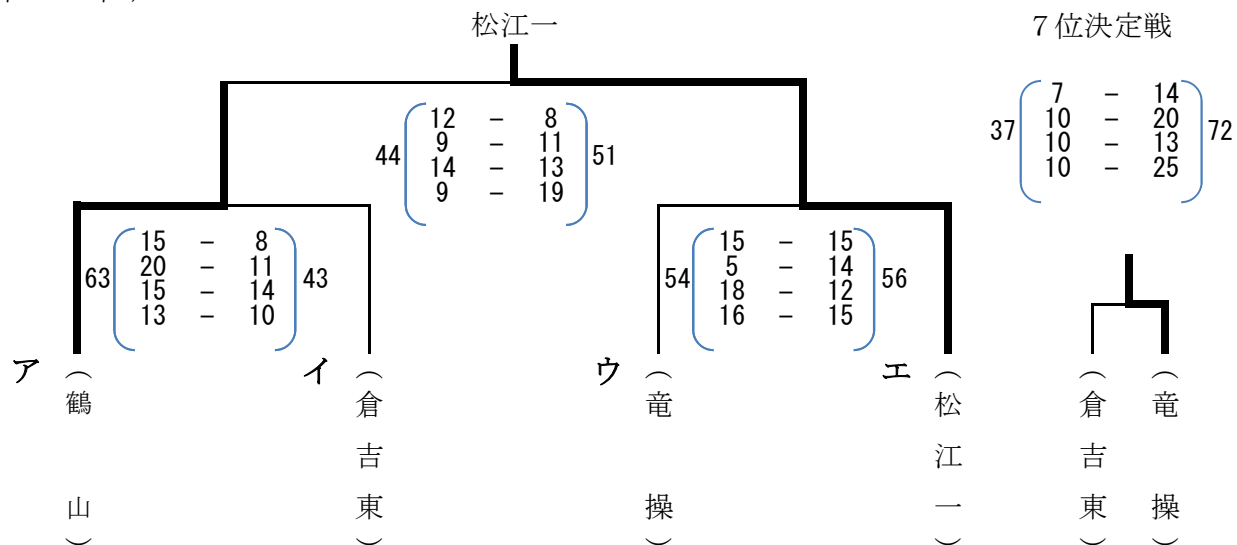 松江一
７位決定戦
44
12 － 8
9 － 11
14 － 13
9 － 19
51
37
7 － 14
10 － 20
10 － 13
10 － 25
72
63
15 － 8
20 － 11
15 － 14
13 － 10
43
54
15 － 15
5 － 14
18 － 12
16 － 15
56
ア
（鶴山）
イ
（倉吉東）
ウ
（竜操）
エ
（松江一）
（倉吉東）
（竜操）